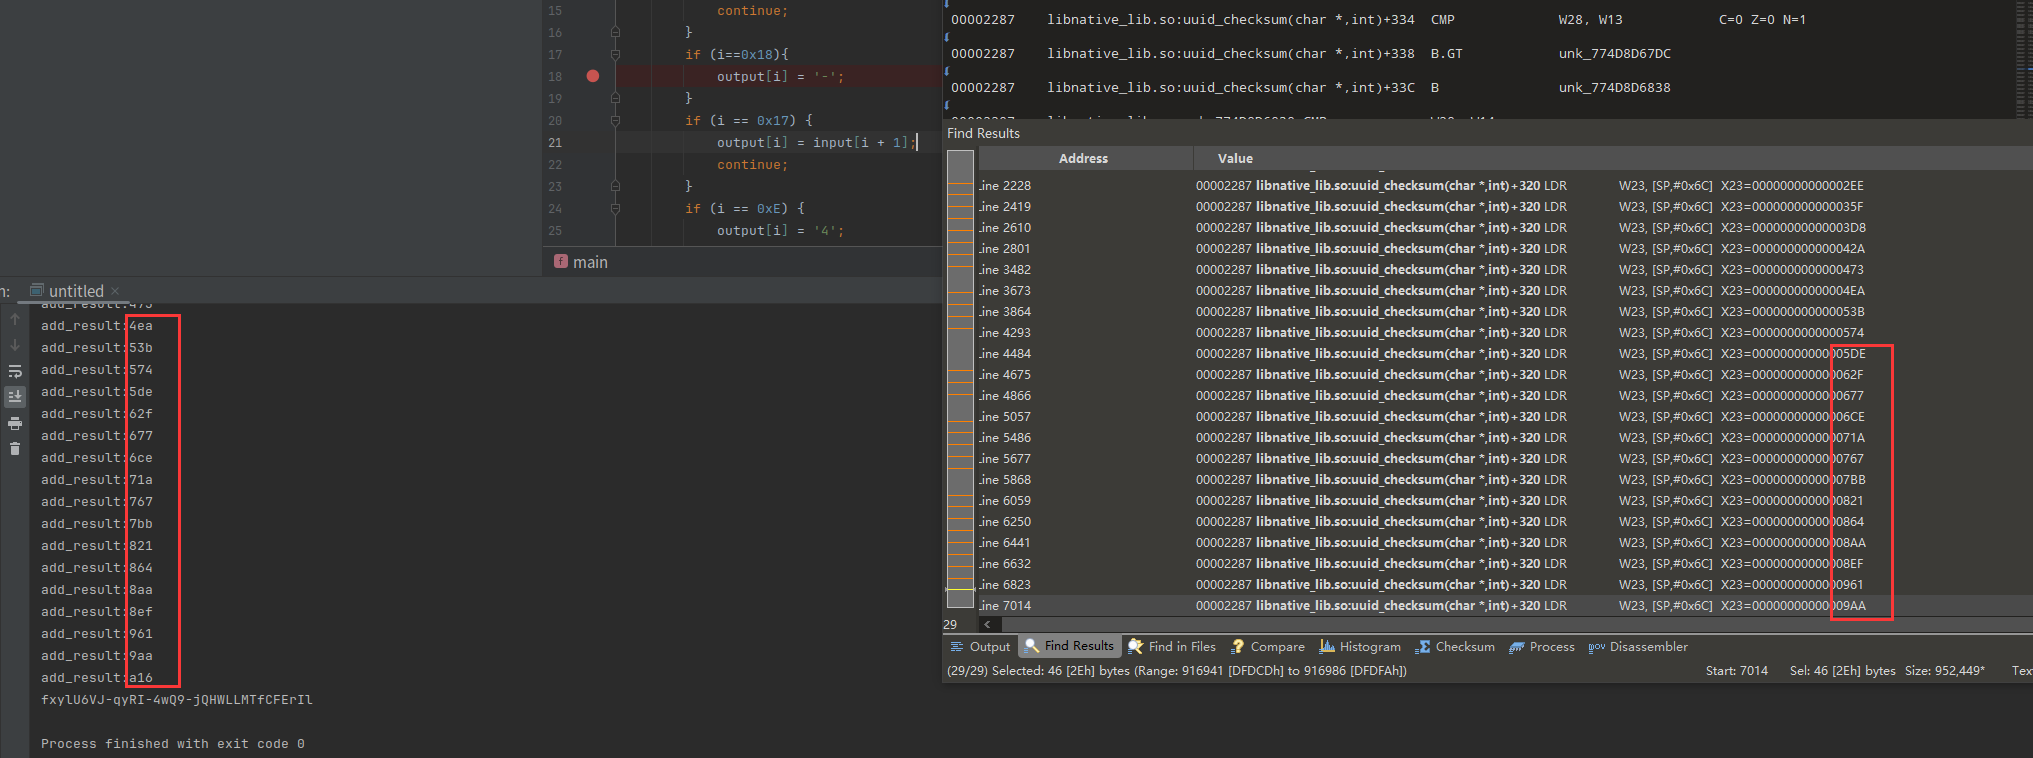 15 continue;
16 }
17 if (i==0x18){
18 output[i] = '-';
19 }
20 if (i == 0x17) {
21 output[i] = input[i + 1];
22 continue;
23 }
24 if (i == 0xE) {
25 output[i] = '4';
main
untitled
add_result:473
add_result:4ea
add_result:53b
add_result:574
add_result:5de
add_result:62f
add_result:677
add_result:6ce
add_result:71a
add_result:767
add_result:7bb
add_result:821
add_result:864
add_result:8aa
add_result:8ef
add_result:961
add_result:9aa
add_result:a16
fxylU6VJ-qyRI-4wQ9-jQHWLLMTfCFErIl
Process finished with exit code 0
00002287 libnative_lib.so:uuid_checksum(char *,int)+334 CMP W28, W13 C=0 Z=0 N=1
00002287 libnative_lib.so:uuid_checksum(char *,int)+338 B.GT unk_774D8D67DC
00002287 libnative_lib.so:uuid_checksum(char *,int)+33C B unk_774D8D6838
Find Results
Address Value
Line 2228 00002287 libnative_lib.so:uuid_checksum(char *,int)+320 LDR W23, [SP,#0x6C] X23=00000000000002EE
Line 2419 00002287 libnative_lib.so:uuid_checksum(char *,int)+320 LDR W23, [SP,#0x6C] X23=000000000000035F
Line 2610 00002287 libnative_lib.so:uuid_checksum(char *,int)+320 LDR W23, [SP,#0x6C] X23=00000000000003D8
Line 2801 00002287 libnative_lib.so:uuid_checksum(char *,int)+320 LDR W23, [SP,#0x6C] X23=000000000000042A
Line 3482 00002287 libnative_lib.so:uuid_checksum(char *,int)+320 LDR W23, [SP,#0x6C] X23=0000000000000473
Line 3673 00002287 libnative_lib.so:uuid_checksum(char *,int)+320 LDR W23, [SP,#0x6C] X23=00000000000004EA
Line 3864 00002287 libnative_lib.so:uuid_checksum(char *,int)+320 LDR W23, [SP,#0x6C] X23=000000000000053B
Line 4293 00002287 libnative_lib.so:uuid_checksum(char *,int)+320 LDR W23, [SP,#0x6C] X23=0000000000000574
Line 4484 00002287 libnative_lib.so:uuid_checksum(char *,int)+320 LDR W23, [SP,#0x6C] X23=00000000000005DE
Line 4675 00002287 libnative_lib.so:uuid_checksum(char *,int)+320 LDR W23, [SP,#0x6C] X23=000000000000062F
Line 4866 00002287 libnative_lib.so:uuid_checksum(char *,int)+320 LDR W23, [SP,#0x6C] X23=0000000000000677
Line 5057 00002287 libnative_lib.so:uuid_checksum(char *,int)+320 LDR W23, [SP,#0x6C] X23=00000000000006CE
Line 5486 00002287 libnative_lib.so:uuid_checksum(char *,int)+320 LDR W23, [SP,#0x6C] X23=000000000000071A
Line 5677 00002287 libnative_lib.so:uuid_checksum(char *,int)+320 LDR W23, [SP,#0x6C] X23=0000000000000767
Line 5868 00002287 libnative_lib.so:uuid_checksum(char *,int)+320 LDR W23, [SP,#0x6C] X23=00000000000007BB
Line 6059 00002287 libnative_lib.so:uuid_checksum(char *,int)+320 LDR W23, [SP,#0x6C] X23=0000000000000821
Line 6250 00002287 libnative_lib.so:uuid_checksum(char *,int)+320 LDR W23, [SP,#0x6C] X23=0000000000000864
Line 6441 00002287 libnative_lib.so:uuid_checksum(char *,int)+320 LDR W23, [SP,#0x6C] X23=00000000000008AA
Line 6632 00002287 libnative_lib.so:uuid_checksum(char *,int)+320 LDR W23, [SP,#0x6C] X23=00000000000008EF
Line 6823 00002287 libnative_lib.so:uuid_checksum(char *,int)+320 LDR W23, [SP,#0x6C] X23=0000000000000961
Line 7014 00002287 libnative_lib.so:uuid_checksum(char *,int)+320 LDR W23, [SP,#0x6C] X23=00000000000009AA
29
Output Find Results Find in Files Compare Histogram Checksum Process Disassembler
(29/29) Selected: 46 [2Eh] bytes (Range: 916941 [DFDCDh] to 916986 [DFDFAh]) Start: 7014 Sel: 46 [2Eh] bytes Size: 952,449*